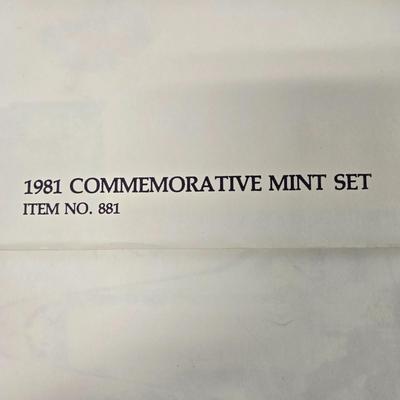 1981 COMMEMORATIVE MINT SET
ITEM NO. 881